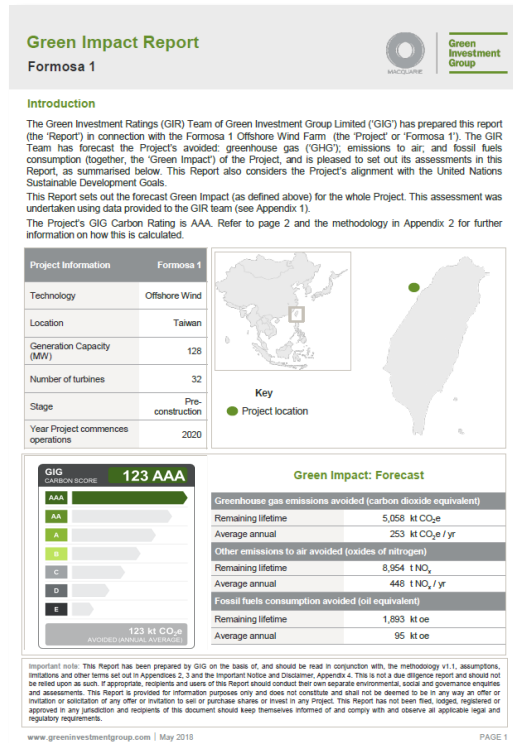 Green Impact Report
Formosa 1
MACQUARIE
Green
Investment
Group
Introduction
The Green Investment Ratings (GIR) Team of Green Investment Group Limited ('GIG') has prepared this report
(the 'Report') in connection with the Formosa 1 Offshore Wind Farm (the 'Project' or 'Formosa 1'). The GIR
Team has forecast the Project's avoided: greenhouse gas ('GHG'); emissions to air; and fossil fuels
consumption (together, the 'Green Impact') of the Project, and is pleased to set out its assessments in this
Report, as summarised below. This Report also considers the Project's alignment with the United Nations
Sustainable Development Goals.
This Report sets out the forecast Green Impact (as defined above) for the whole Project. This assessment was
undertaken using data provided to the GIR team (see Appendix 1).
The Project's GIG Carbon Rating is AAA. Refer to page 2 and the methodology in Appendix 2 for further
information on how this is calculated.
Project Information Formosa 1
Technology Offshore Wind
Location Taiwan
Generation Capacity
(MW) 128
Number of turbines 32
Stage Pre-
construction
Year Project commences
operations 2020
Key
Project location
GIG
CARBON SCORE 123 AAA
AAA
AA
A
B
C
D
E
123 kt CO2e
AVOIDED (ANNUAL AVERAGE)
Green Impact: Forecast
Greenhouse gas emissions avoided (carbon dioxide equivalent)
Remaining lifetime 5,058 kt CO2e
Average annual 253 kt CO2e / yr
Other emissions to air avoided (oxides of nitrogen)
Remaining lifetime 8,954 t NOx
Average annual 448 t NOx / yr
Fossil fuels consumption avoided (oil equivalent)
Remaining lifetime 1,893 kt oe
Average annual 95 kt oe
Important note: This Report has been prepared by GIG on the basis of, and should be read in conjunction with, the methodology v1.1, assumptions,
limitations and other terms set out in Appendices 2, 3 and the Important Notice and Disclaimer, Appendix 4. This is not a due diligence report and should not
be relied upon as such. If appropriate, recipients and users of this Report should conduct their own separate environmental, social and governance enquiries
and assessments. This Report is provided for information purposes only and does not constitute and shall not be deemed to be in any way an offer or
invitation or solicitation of any offer or invitation to sell or purchase shares or invest in any Project. This Report has not been filed, lodged, registered or
approved in any jurisdiction and recipients of this document should keep themselves informed of and comply with and observe all applicable legal and
regulatory requirements.
www.greeninvestmentgroup.com | May 2018 PAGE 1